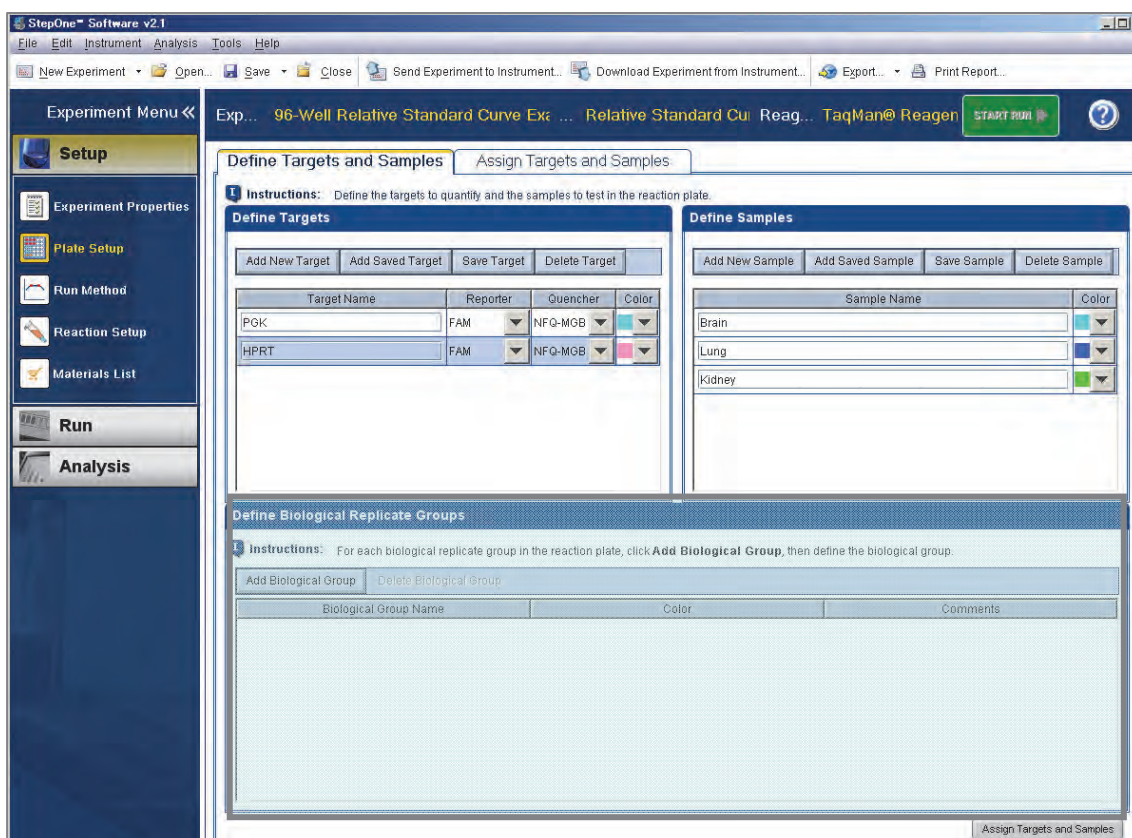 StepOne™ Software v2.1
File Edit Instrument Analysis Tools Help
New Experiment Open... Save Close Send Experiment to Instrument... Download Experiment from Instrument... Export... Print Report...
Experiment Menu «
Exp... 96-Well Relative Standard Curve Exa ... Relative Standard Cu Reag... TaqMan® Reagen START RUN ?
Setup
Experiment Properties
Plate Setup
Run Method
Reaction Setup
Materials List
Run
Analysis
Define Targets and Samples Assign Targets and Samples
Instructions: Define the targets to quantify and the samples to test in the reaction plate.
Define Targets
Add New Target Add Saved Target Save Target Delete Target
Target Name Reporter Quencher Color
PGK FAM NFQ-MGB
HPRT FAM NFQ-MGB
Define Samples
Add New Sample Add Saved Sample Save Sample Delete Sample
Sample Name Color
Brain
Lung
Kidney
Define Biological Replicate Groups
Instructions: For each biological replicate group in the reaction plate, click Add Biological Group, then define the biological group.
Add Biological Group Delete Biological Group
Biological Group Name Color Comments
Assign Targets and Samples